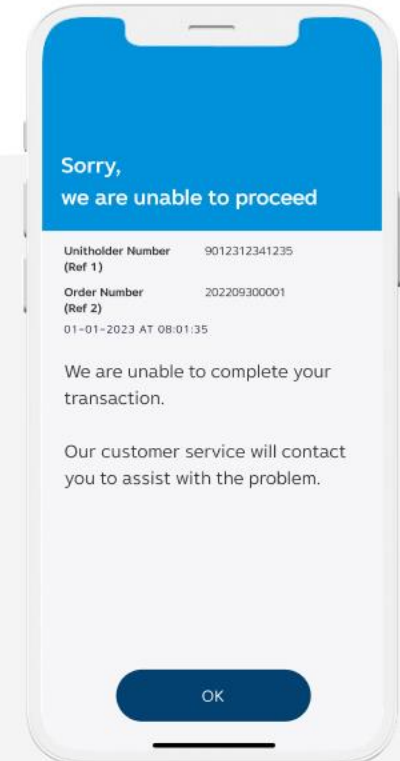 Sorry,
we are unable to proceed
Unitholder Number 9012312341235
(Ref 1)
Order Number 202209300001
(Ref 2)
01-01-2023 AT 08:01:35
We are unable to complete your
transaction.
Our customer service will contact
you to assist with the problem.
OK